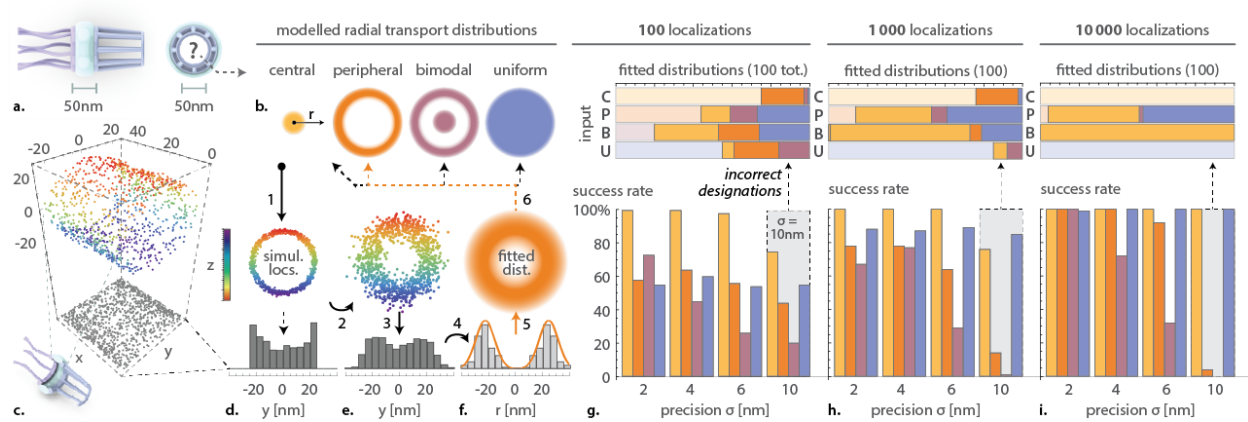 ?
50nm
50nm
a.
modelled radial transport distributions
central
peripheral
bimodal
uniform
b.
r
1
simul.
locs.
2
3
4
5
6
fitted
dist.
-20
0
20
40
20
0
20
0
-20
z
x
y
c.
-20
0
20
d.
y [nm]
-20
0
20
e.
y [nm]
-20
0
20
f.
r [nm]
100 localizations
fitted distributions (100 tot.)
input
C
P
B
U
incorrect
designations
success rate
100%
80
60
40
20
0
σ =
10nm
2
4
6
10
g.
precision σ [nm]
1 000 localizations
fitted distributions (100)
C
P
B
U
success rate
2
4
6
10
h.
precision σ [nm]
10 000 localizations
fitted distributions (100)
C
P
B
U
success rate
2
4
6
10
i.
precision σ [nm]